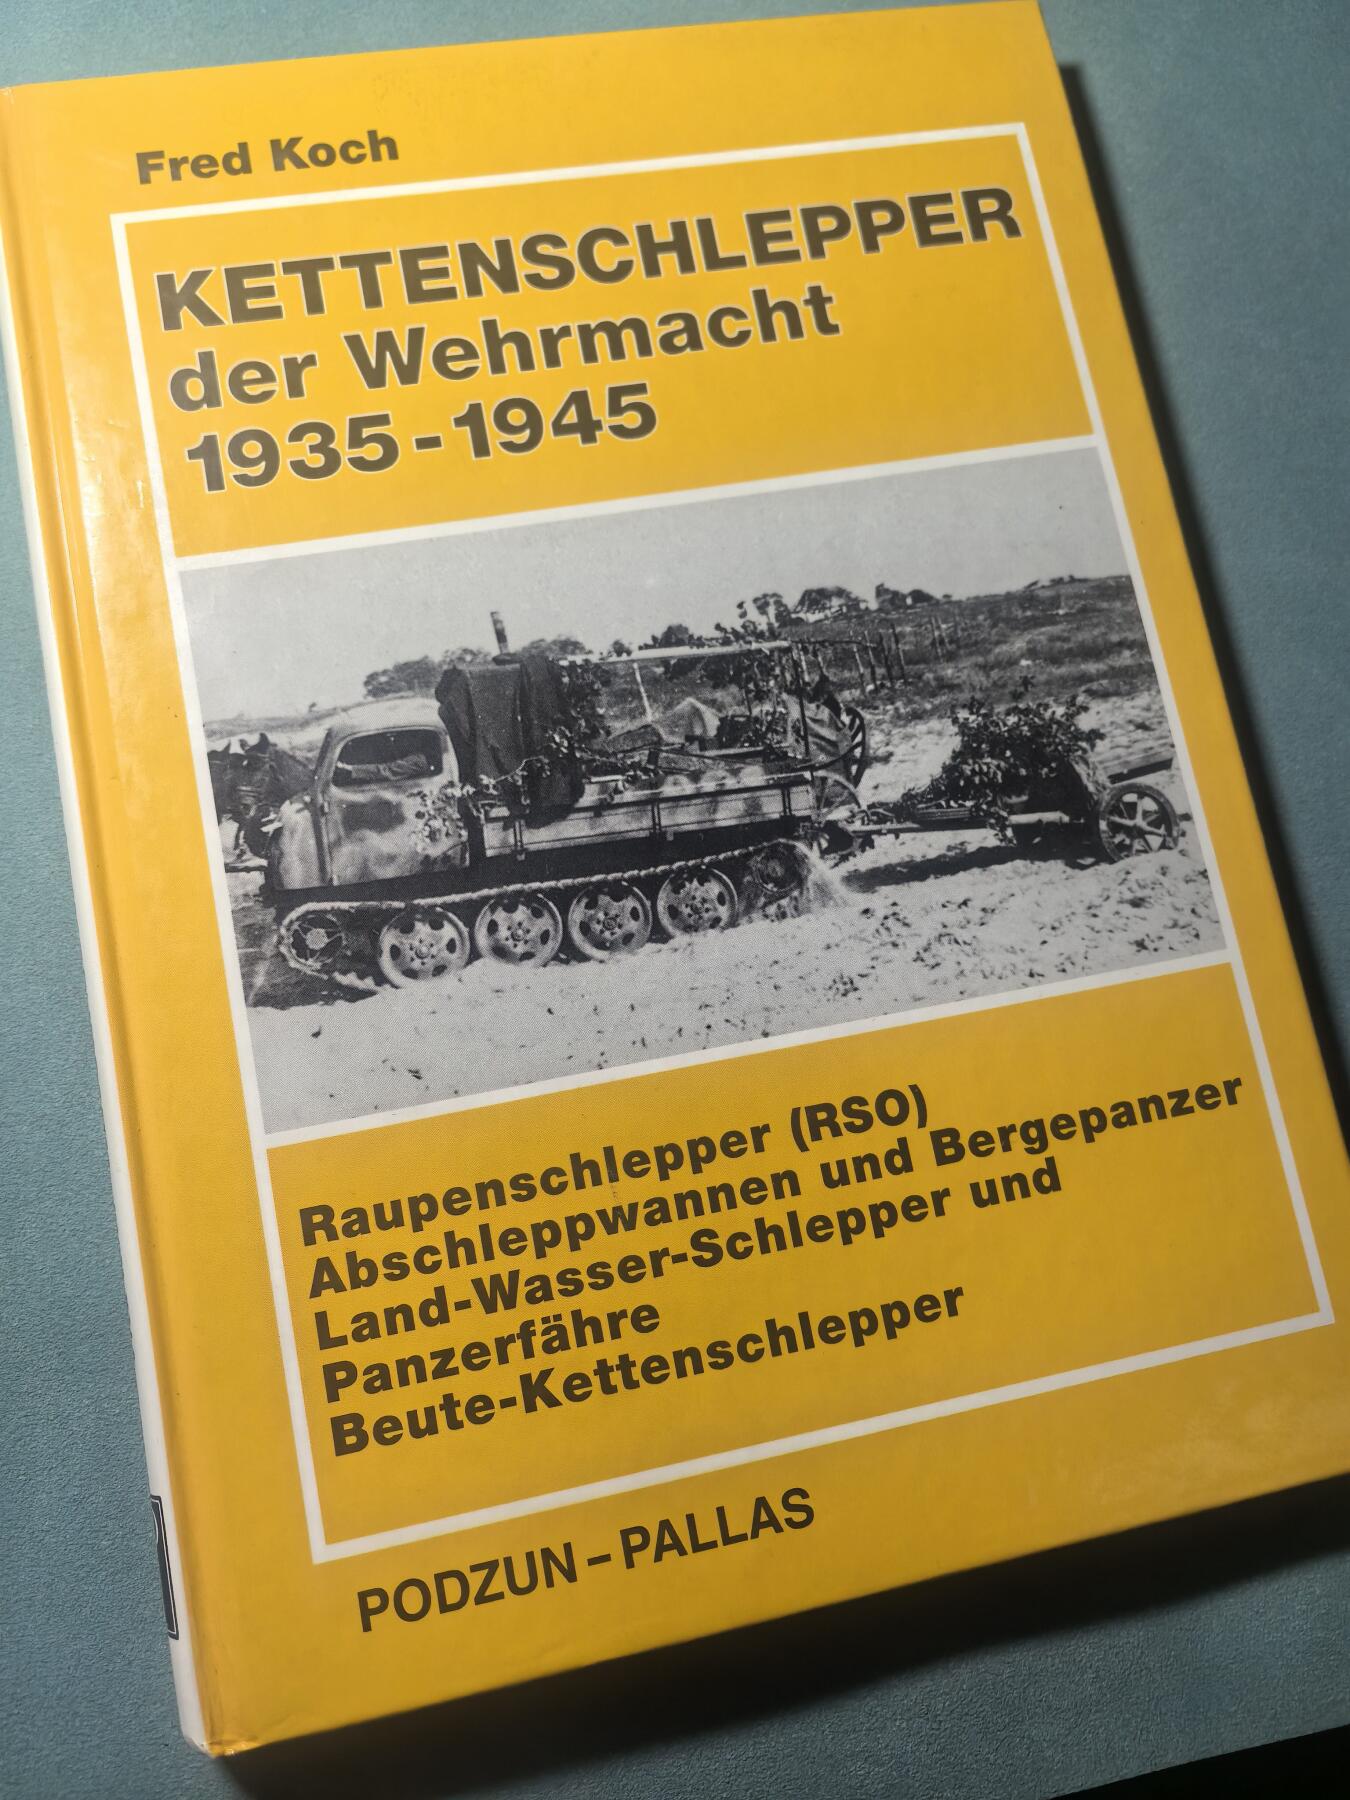 Fred Koch
KETTENSCHLEPPER
der Wehrmacht
1935-1945
Raupenschlepper (RSO)
Abschleppwannen und Bergepanzer
Land-Wasser-Schlepper und
Panzerfähre
Beute-Kettenschlepper
PODZUN-PALLAS